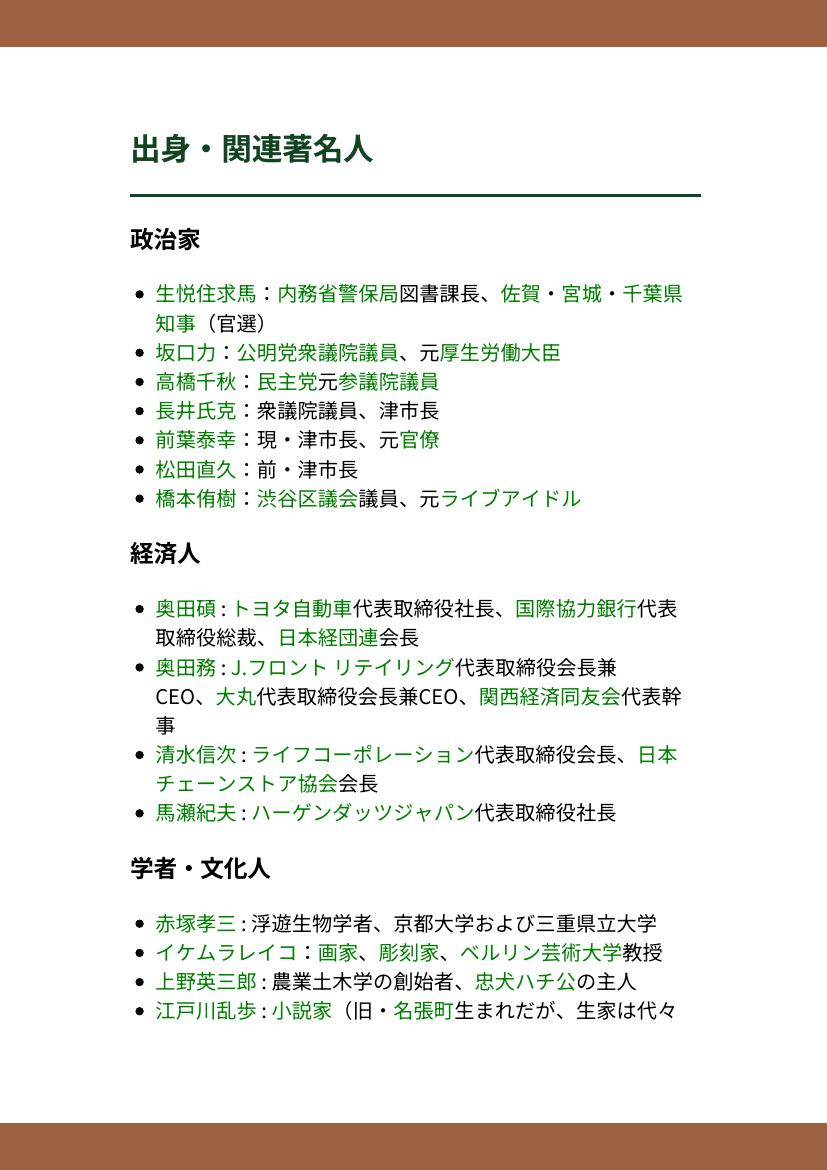 出身・関連著名人
政治家
• 生悦住求馬：内務省警保局図書課長、佐賀・宮城・千葉県
知事（官選）
• 坂口力：公明党衆議院議員、元厚生労働大臣
• 高橋千秋：民主党元参議院議員
• 長井氏克：衆議院議員、津市長
• 前葉泰幸：現・津市長、元官僚
• 松田直久：前・津市長
• 橋本侑樹：渋谷区議会議員、元ライブアイドル
経済人
• 奥田碩 : トヨタ自動車代表取締役社長、国際協力銀行代表
取締役総裁、日本経団連会長
• 奥田務 : J.フロント リテイリング代表取締役会長兼
CEO、大丸代表取締役会長兼CEO、関西経済同友会代表幹
事
• 清水信次 : ライフコーポレーション代表取締役会長、日本
チェーンストア協会会長
• 馬瀬紀夫 : ハーゲンダッツジャパン代表取締役社長
学者・文化人
• 赤塚孝三 : 浮遊生物学者、京都大学および三重県立大学
• イケムラレイコ：画家、彫刻家、ベルリン芸術大学教授
• 上野英三郎 : 農業土木学の創始者、忠犬ハチ公の主人
• 江戸川乱歩 : 小説家（旧・名張町生まれだが、生家は代々